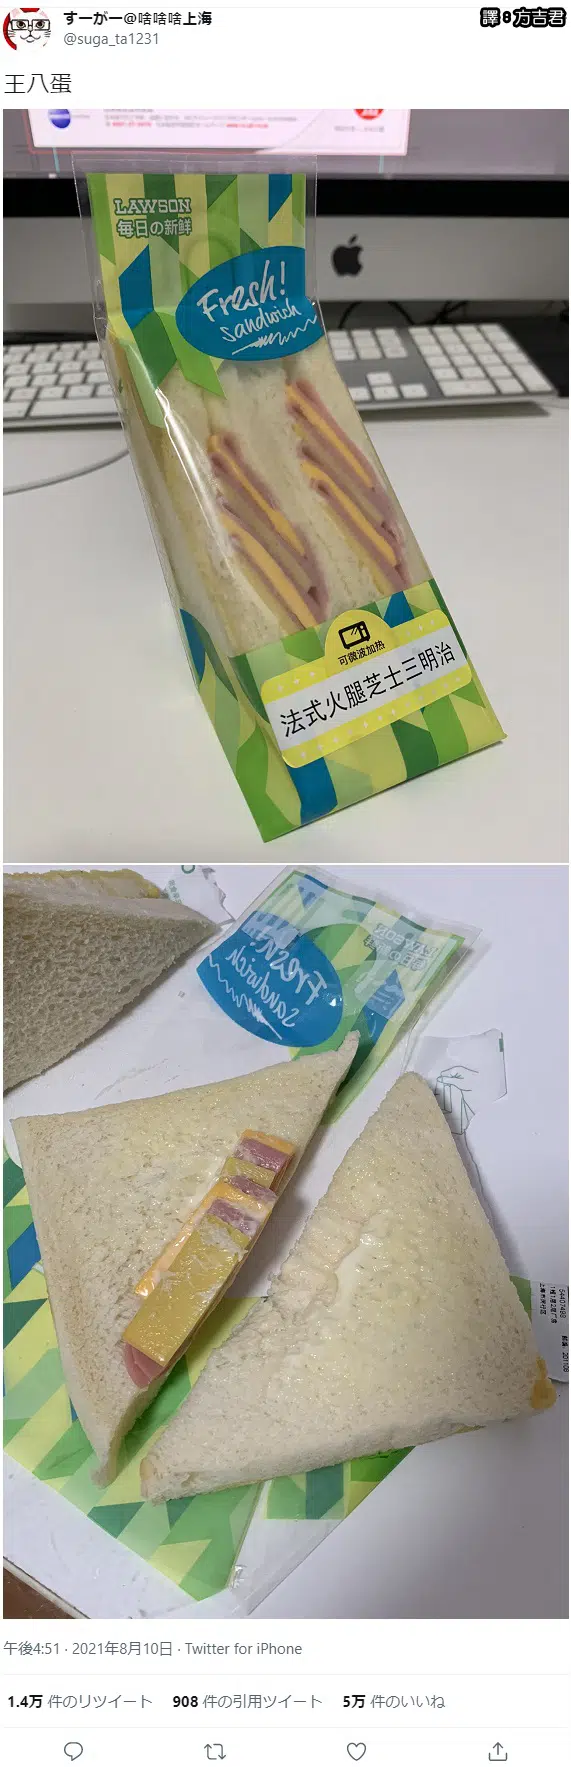 すーがー@啥啥啥上海
@suga_ta1231
譯8方吉君
王八蛋
LAWSON
毎日の新鮮
Fresh!
Sandwich
可微波加热
法式火腿芝士三明治
Fresh!
Sandwich
LAWSON
午後4:51 · 2021年8月10日 · Twitter for iPhone
1.4万 件のリツイート 908 件の引用ツイート 5万 件のいいね